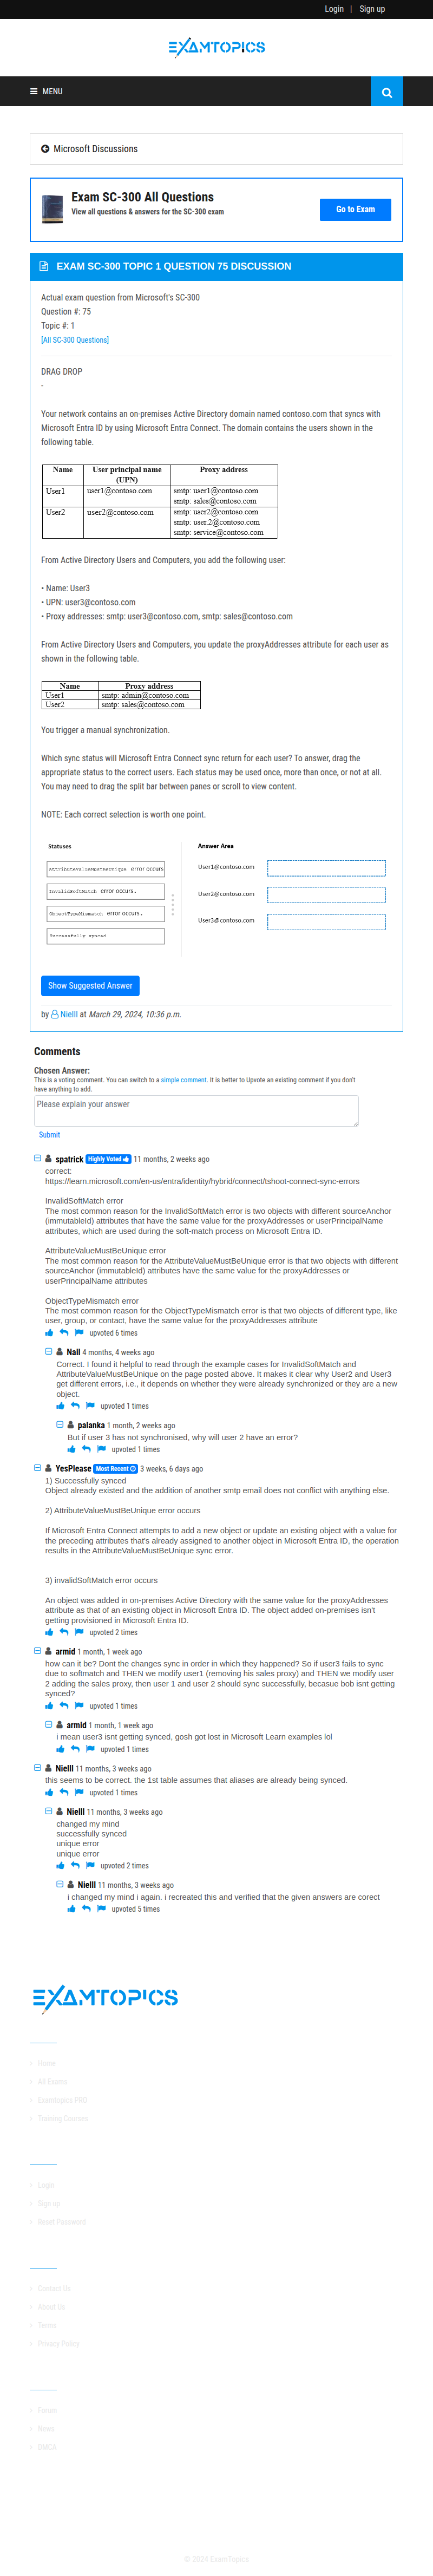 Login | Sign up
EXAMTOPICS
MENU
Microsoft Discussions
Exam SC-300 All Questions
View all questions & answers for the SC-300 exam
Go to Exam
EXAM SC-300 TOPIC 1 QUESTION 75 DISCUSSION
Actual exam question from Microsoft's SC-300
Question #: 75
Topic #: 1
[All SC-300 Questions]
DRAG DROP
-
Your network contains an on-premises Active Directory domain named contoso.com that syncs with
Microsoft Entra ID by using Microsoft Entra Connect. The domain contains the users shown in the
following table.
Name User principal name (UPN) Proxy address
User1 user1@contoso.com smtp: user1@contoso.com
smtp: sales@contoso.com
User2 user2@contoso.com smtp: user2@contoso.com
smtp: user.2@contoso.com
smtp: service@contoso.com
From Active Directory Users and Computers, you add the following user:
• Name: User3
• UPN: user3@contoso.com
• Proxy addresses: smtp: user3@contoso.com, smtp: sales@contoso.com
From Active Directory Users and Computers, you update the proxyAddresses attribute for each user as
shown in the following table.
Name Proxy address
User1 smtp: admin@contoso.com
User2 smtp: sales@contoso.com
You trigger a manual synchronization.
Which sync status will Microsoft Entra Connect sync return for each user? To answer, drag the
appropriate status to the correct users. Each status may be used once, more than once, or not at all.
You may need to drag the split bar between panes or scroll to view content.
NOTE: Each correct selection is worth one point.
Statuses
Answer Area
AttributeValueMustBeUnique error occurs
User1@contoso.com
InvalidSoftMatch error occurs.
User2@contoso.com
ObjectTypeMismatch error occurs.
User3@contoso.com
Successfully synced
Show Suggested Answer
by Nielll at March 29, 2024, 10:36 p.m.
Comments
Chosen Answer:
This is a voting comment. You can switch to a simple comment. It is better to Upvote an existing comment if you don't
have anything to add.
Please explain your answer
Submit
spatrick Highly Voted 11 months, 2 weeks ago
correct:
https://learn.microsoft.com/en-us/entra/identity/hybrid/connect/tshoot-connect-sync-errors
InvalidSoftMatch error
The most common reason for the InvalidSoftMatch error is two objects with different sourceAnchor
(immutableId) attributes that have the same value for the proxyAddresses or userPrincipalName
attributes, which are used during the soft-match process on Microsoft Entra ID.
AttributeValueMustBeUnique error
The most common reason for the AttributeValueMustBeUnique error is that two objects with different
sourceAnchor (immutableId) attributes have the same value for the proxyAddresses or
userPrincipalName attributes
ObjectTypeMismatch error
The most common reason for the ObjectTypeMismatch error is that two objects of different type, like
user, group, or contact, have the same value for the proxyAddresses attribute
upvoted 6 times
Nail 4 months, 4 weeks ago
Correct. I found it helpful to read through the example cases for InvalidSoftMatch and
AttributeValueMustBeUnique on the page posted above. It makes it clear why User2 and User3
get different errors, i.e., it depends on whether they were already synchronized or they are a new
object.
upvoted 1 times
palanka 1 month, 2 weeks ago
But if user 3 has not synchronised, why will user 2 have an error?
upvoted 1 times
YesPlease Most Recent 3 weeks, 6 days ago
1) Successfully synced
Object already existed and the addition of another smtp email does not conflict with anything else.
2) AttributeValueMustBeUnique error occurs
If Microsoft Entra Connect attempts to add a new object or update an existing object with a value for
the preceding attributes that's already assigned to another object in Microsoft Entra ID, the operation
results in the AttributeValueMustBeUnique sync error.
3) invalidSoftMatch error occurs
An object was added in on-premises Active Directory with the same value for the proxyAddresses
attribute as that of an existing object in Microsoft Entra ID. The object added on-premises isn't
getting provisioned in Microsoft Entra ID.
upvoted 2 times
armid 1 month, 1 week ago
how can it be? Dont the changes sync in order in which they happened? So if user3 fails to sync
due to softmatch and THEN we modify user1 (removing his sales proxy) and THEN we modify user
2 adding the sales proxy, then user 1 and user 2 should sync successfully, becasue bob isnt getting
synced?
upvoted 1 times
armid 1 month, 1 week ago
i mean user3 isnt getting synced, gosh got lost in Microsoft Learn examples lol
upvoted 1 times
Nielll 11 months, 3 weeks ago
this seems to be correct. the 1st table assumes that aliases are already being synced.
upvoted 1 times
Nielll 11 months, 3 weeks ago
changed my mind
successfully synced
unique error
unique error
upvoted 2 times
Nielll 11 months, 3 weeks ago
i changed my mind i again. i recreated this and verified that the given answers are corect
upvoted 5 times
EXAMTOPICS
Home
All Exams
Examtopics PRO
Training Courses
Login
Sign up
Reset Password
Contact Us
About Us
Terms
Privacy Policy
Forum
News
DMCA
© 2024 ExamTopics